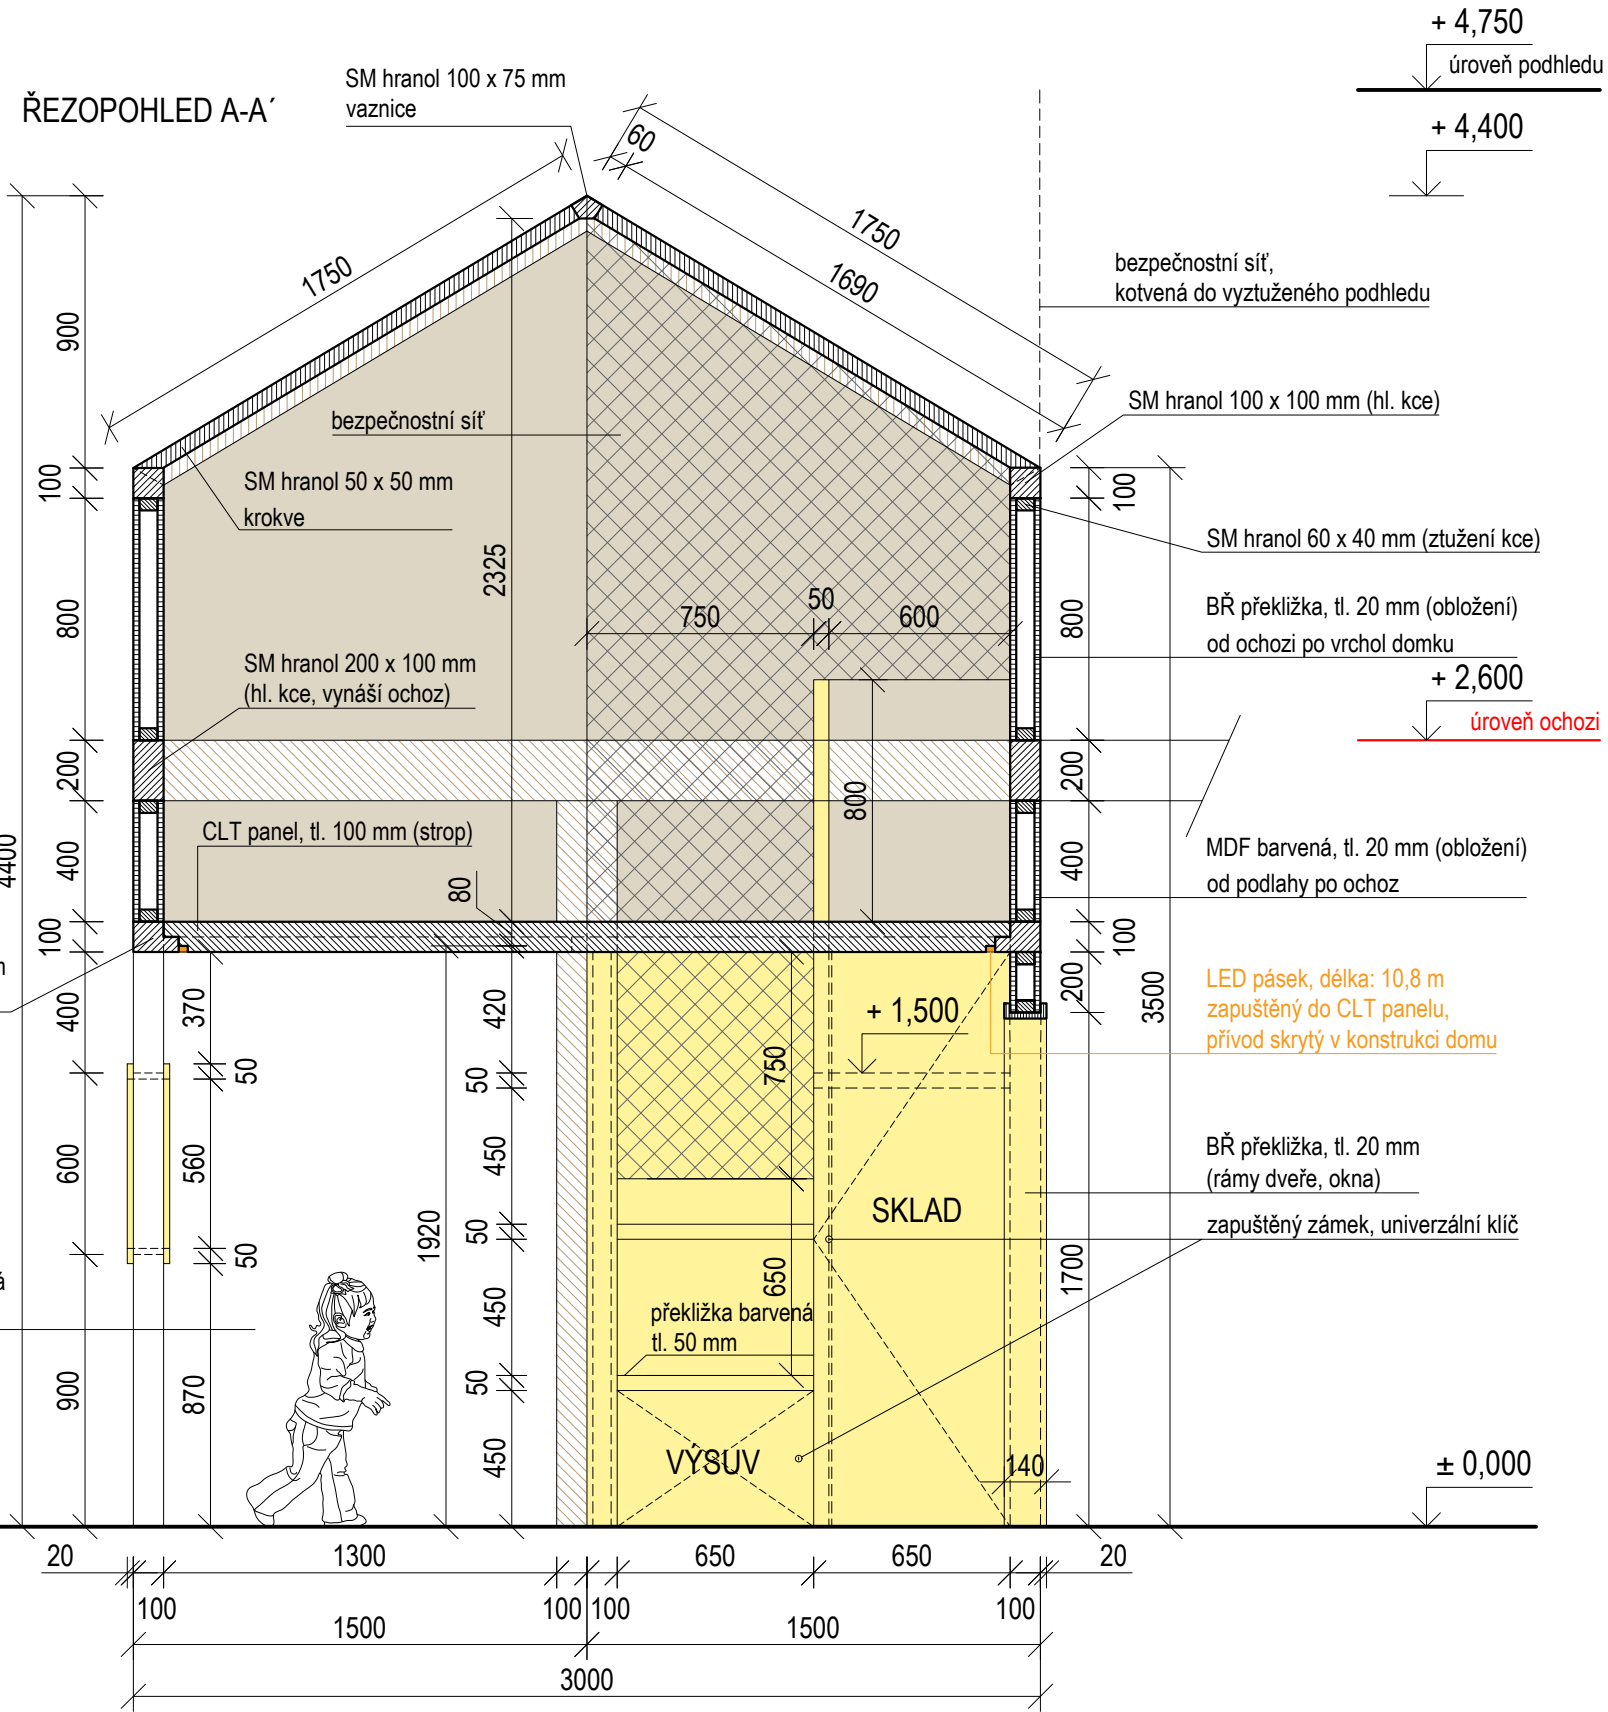 + 4,750
úroveň podhledu
ŘEZOPOHLED A-A´
SM hranol 100 x 75 mm
vaznice
+ 4,400
60
1750
1690
1750
bezpečnostní síť,
kotvená do vyztuženého podhledu
900
SM hranol 100 x 100 mm (hl. kce)
bezpečnostní síť
100
SM hranol 50 x 50 mm
krokve
100
SM hranol 60 x 40 mm (ztužení kce)
2325
800
750
50
600
800
BŘ překližka, tl. 20 mm (obložení)
od ochozi po vrchol domku
SM hranol 200 x 100 mm
(hl. kce, vynáší ochoz)
+ 2,600
úroveň ochozi
200
800
200
4400
400
CLT panel, tl. 100 mm (strop)
80
400
MDF barvená, tl. 20 mm (obložení)
od podlahy po ochoz
100
100
400
370
420
+ 1,500
200
3500
LED pásek, délka: 10,8 m
zapuštěný do CLT panelu,
přívod skrytý v konstrukci domu
50
50
750
600
560
450
BŘ překližka, tl. 20 mm
(rámy dveře, okna)
SKLAD
zapuštěný zámek, univerzální klíč
50
1920
50
650
1700
450
překližka barvená
tl. 50 mm
900
870
50
450
VÝSUV
140
± 0,000
20
1300
650
650
20
100
100
100
100
1500
1500
3000